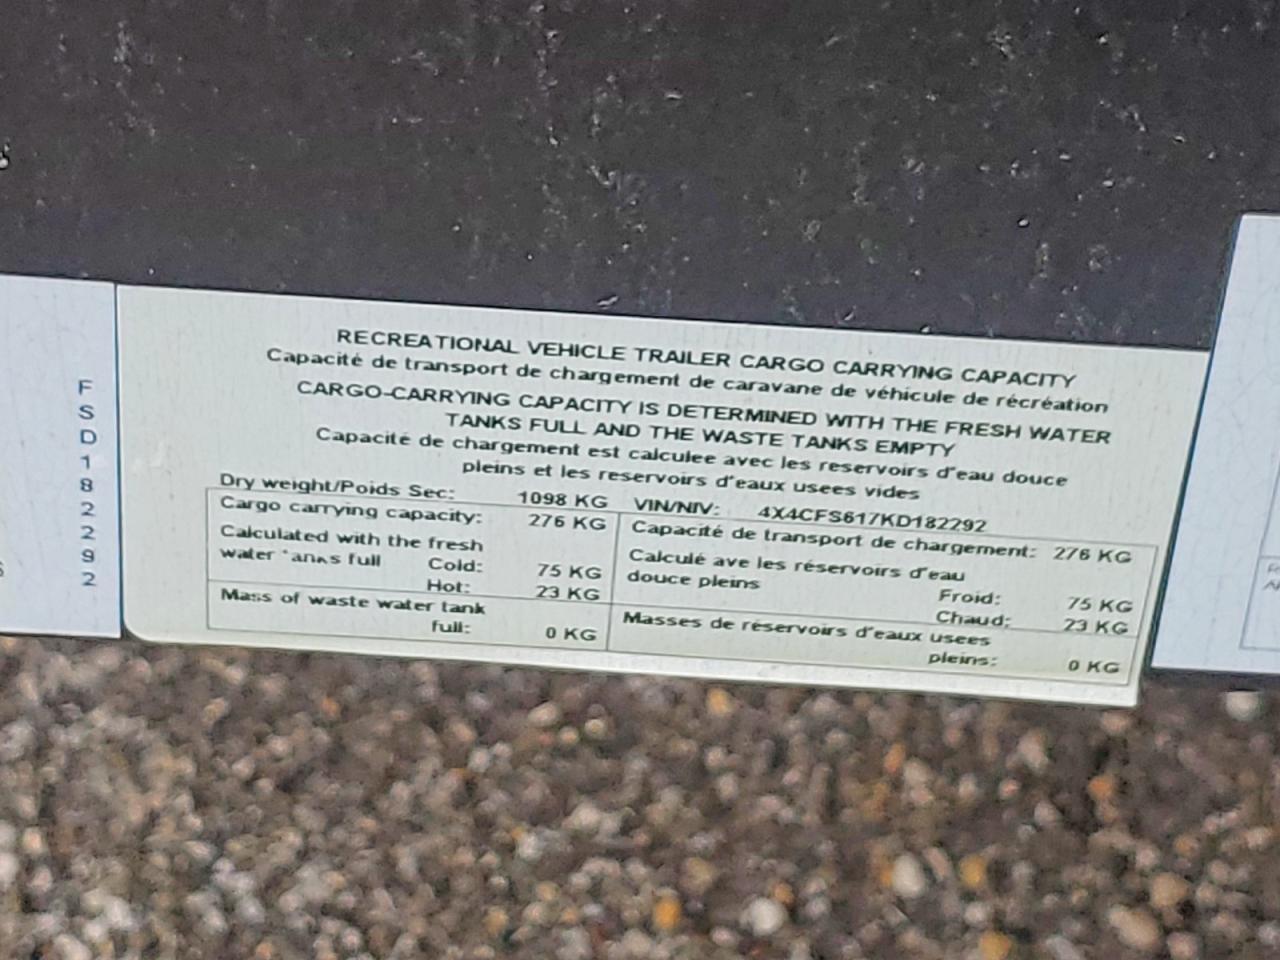 RECREATIONAL VEHICLE TRAILER CARGO CARRYING CAPACITY
Capacité de transport de chargement de caravane de véhicule de récréation
CARGO-CARRYING CAPACITY IS DETERMINED WITH THE FRESH WATER
TANKS FULL AND THE WASTE TANKS EMPTY
Capacité de chargement est calculee avec les reservoirs d'eau douce
pleins et les reservoirs d'eaux usees vides
Dry weight/Poids Sec: 1098 KG VIN/NIV: 4X4CFS617KD182292
Cargo carrying capacity: 276 KG
Calculated with the fresh
water tanks full Cold: 75 KG
Hot: 23 KG
Mass of waste water tank
full: 0 KG
Capacité de transport de chargement: 276 KG
Calculé ave les réservoirs d'eau
douce pleins
Froid: 75 KG
Chaud: 23 KG
Masses de réservoirs d'eaux usees
pleins: 0 KG
F
S
D
1
8
2
2
9
2